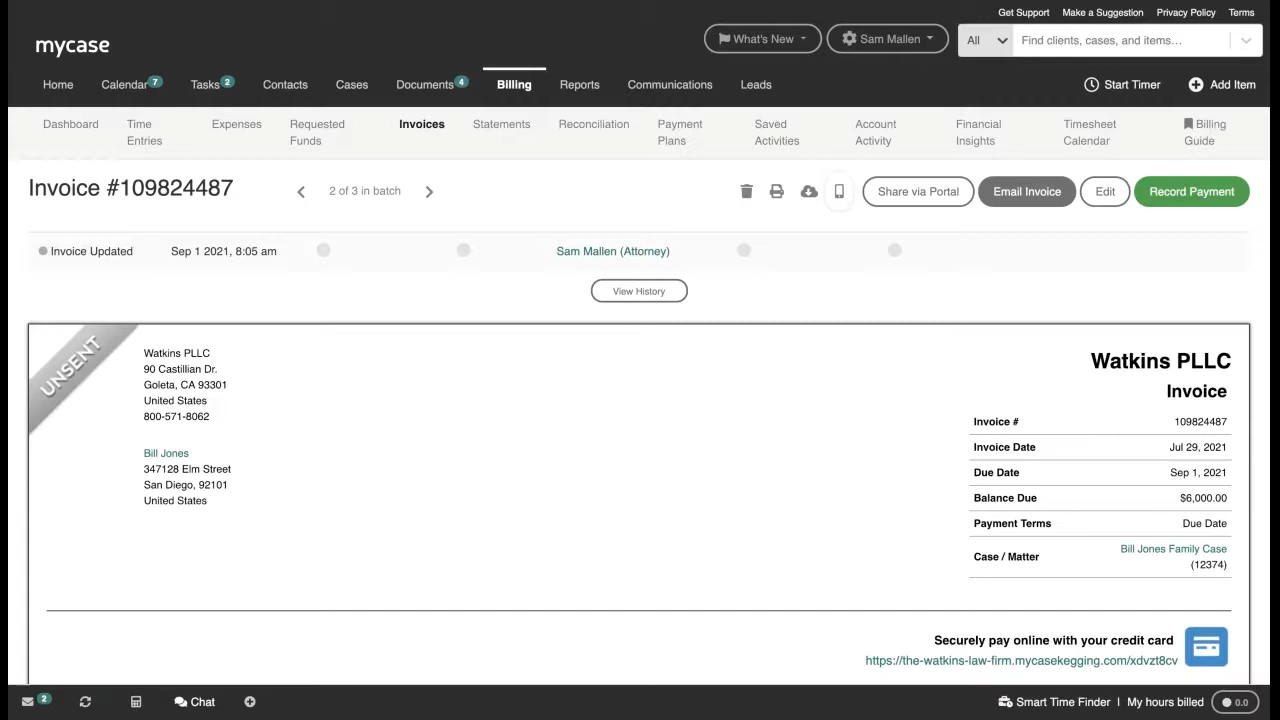 Get Support Make a Suggestion Privacy Policy Terms
mycase
What's New Sam Mallen All Find clients, cases, and items...
Home Calendar 7 Tasks 2 Contacts Cases Documents 4 Billing Reports Communications Leads Start Timer Add Item
Dashboard Time Entries Expenses Requested Funds Invoices Statements Reconciliation Payment Plans Saved Activities Account Activity Financial Insights Timesheet Calendar Billing Guide
Invoice #109824487 2 of 3 in batch Share via Portal Email Invoice Edit Record Payment
Invoice Updated Sep 1 2021, 8:05 am Sam Mallen (Attorney)
View History
UNSENT
Watkins PLLC
90 Castillian Dr.
Goleta, CA 93301
United States
800-571-8062
Bill Jones
347128 Elm Street
San Diego, 92101
United States
Watkins PLLC
Invoice
Invoice # 109824487
Invoice Date Jul 29, 2021
Due Date Sep 1, 2021
Balance Due $6,000.00
Payment Terms Due Date
Case / Matter Bill Jones Family Case
(12374)
Securely pay online with your credit card
https://the-watkins-law-firm.mycasekegging.com/xdvzt8cv
2 Chat Smart Time Finder | My hours billed 0.0